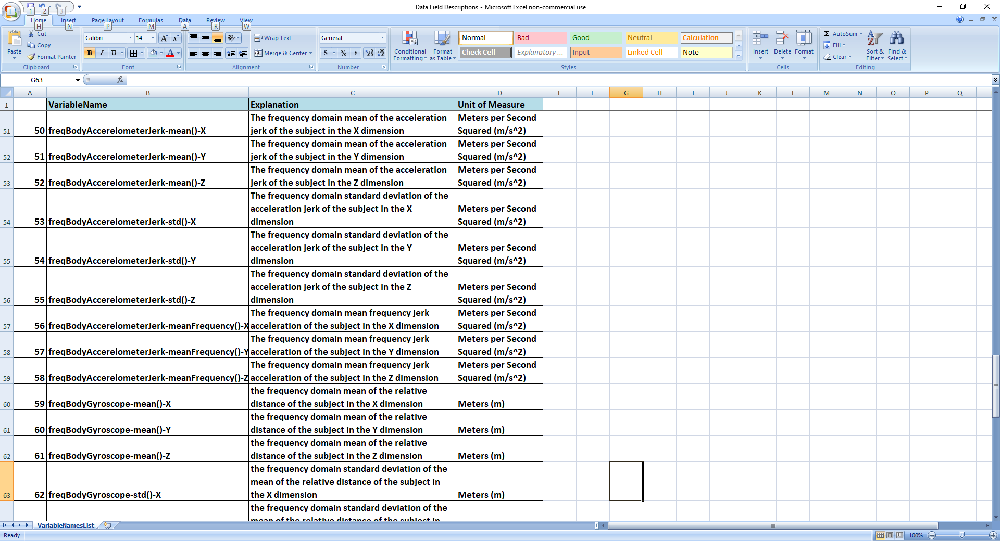 Data Field Descriptions - Microsoft Excel non-commercial use
F 1 2 3
Home Insert Page Layout Formulas Data Review View
H N P M A R W
Paste
Cut
Copy
Format Painter
Clipboard
Calibri 14 A A
B I U A
Font
Wrap Text
Merge & Center
Alignment
General
$ % ,
Number
Conditional Formatting
Format as Table
Normal Bad Good Neutral Calculation
Check Cell Explanatory ... Input Linked Cell Note
Styles
Insert Delete Format
Cells
Σ AutoSum
Fill
Clear
Sort & Filter
Find & Select
Editing
G63 fx
A B C D E F G H I J K L M N O P Q
1 VariableName Explanation Unit of Measure
51 50 freqBodyAccerelometerJerk-mean()-X The frequency domain mean of the acceleration jerk of the subject in the X dimension Meters per Second Squared (m/s^2)
52 51 freqBodyAccerelometerJerk-mean()-Y The frequency domain mean of the acceleration jerk of the subject in the Y dimension Meters per Second Squared (m/s^2)
53 52 freqBodyAccerelometerJerk-mean()-Z The frequency domain mean of the acceleration jerk of the subject in the Z dimension Meters per Second Squared (m/s^2)
54 53 freqBodyAccerelometerJerk-std()-X The frequency domain standard deviation of the acceleration jerk of the subject in the X dimension Meters per Second Squared (m/s^2)
55 54 freqBodyAccerelometerJerk-std()-Y The frequency domain standard deviation of the acceleration jerk of the subject in the Y dimension Meters per Second Squared (m/s^2)
56 55 freqBodyAccerelometerJerk-std()-Z The frequency domain standard deviation of the acceleration jerk of the subject in the Z dimension Meters per Second Squared (m/s^2)
57 56 freqBodyAccerelometerJerk-meanFrequency()-X The frequency domain mean frequency jerk acceleration of the subject in the X dimension Meters per Second Squared (m/s^2)
58 57 freqBodyAccerelometerJerk-meanFrequency()-Y The frequency domain mean frequency jerk acceleration of the subject in the Y dimension Meters per Second Squared (m/s^2)
59 58 freqBodyAccerelometerJerk-meanFrequency()-Z The frequency domain mean frequency jerk acceleration of the subject in the Z dimension Meters per Second Squared (m/s^2)
60 59 freqBodyGyroscope-mean()-X the frequency domain mean of the relative distance of the subject in the X dimension Meters (m)
61 60 freqBodyGyroscope-mean()-Y the frequency domain mean of the relative distance of the subject in the Y dimension Meters (m)
62 61 freqBodyGyroscope-mean()-Z the frequency domain mean of the relative distance of the subject in the Z dimension Meters (m)
63 62 freqBodyGyroscope-std()-X the frequency domain standard deviation of the mean of the relative distance of the subject in the X dimension Meters (m)
the frequency domain standard deviation of the
mean of the relative distance of the subject in
VariableNamesList
Ready 100%